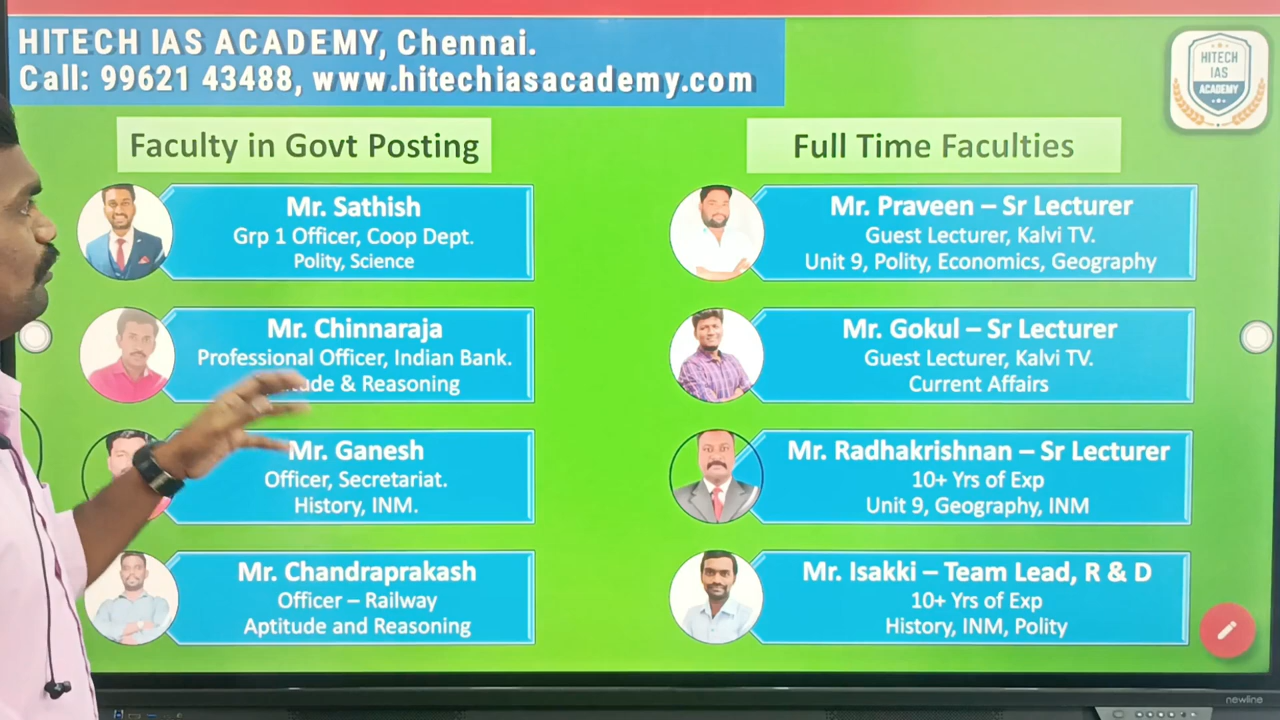 HITECH IAS ACADEMY, Chennai.
Call: 99621 43488, www.hitechiasacademy.com
HITECH
IAS
ACADEMY
Faculty in Govt Posting
Mr. Sathish
Grp 1 Officer, Coop Dept.
Polity, Science
Mr. Chinnaraja
Professional Officer, Indian Bank.
& Reasoning
Mr. Ganesh
Officer, Secretariat.
History, INM.
Mr. Chandraprakash
Officer – Railway
Aptitude and Reasoning
Full Time Faculties
Mr. Praveen – Sr Lecturer
Guest Lecturer, Kalvi TV.
Unit 9, Polity, Economics, Geography
Mr. Gokul – Sr Lecturer
Guest Lecturer, Kalvi TV.
Current Affairs
Mr. Radhakrishnan – Sr Lecturer
10+ Yrs of Exp
Unit 9, Geography, INM
Mr. Isakki – Team Lead, R & D
10+ Yrs of Exp
History, INM, Polity
newline